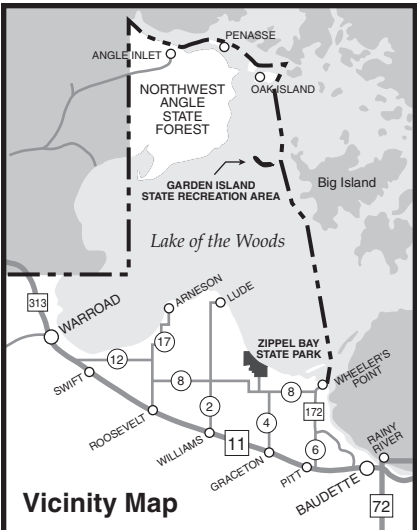 PENASSE
ANGLE INLET
OAK ISLAND
NORTHWEST
ANGLE
STATE
FOREST
GARDEN ISLAND
STATE RECREATION AREA
Big Island
Lake of the Woods
313
WARROAD
ARNESON
LUDE
17
12
ZIPPEL BAY
STATE PARK
WHEELER'S
POINT
SWIFT
8
8
2
172
ROOSEVELT
4
WILLIAMS
11
6
GRACETON
PITT
RAINY
RIVER
BAUDETTE
72
Vicinity Map